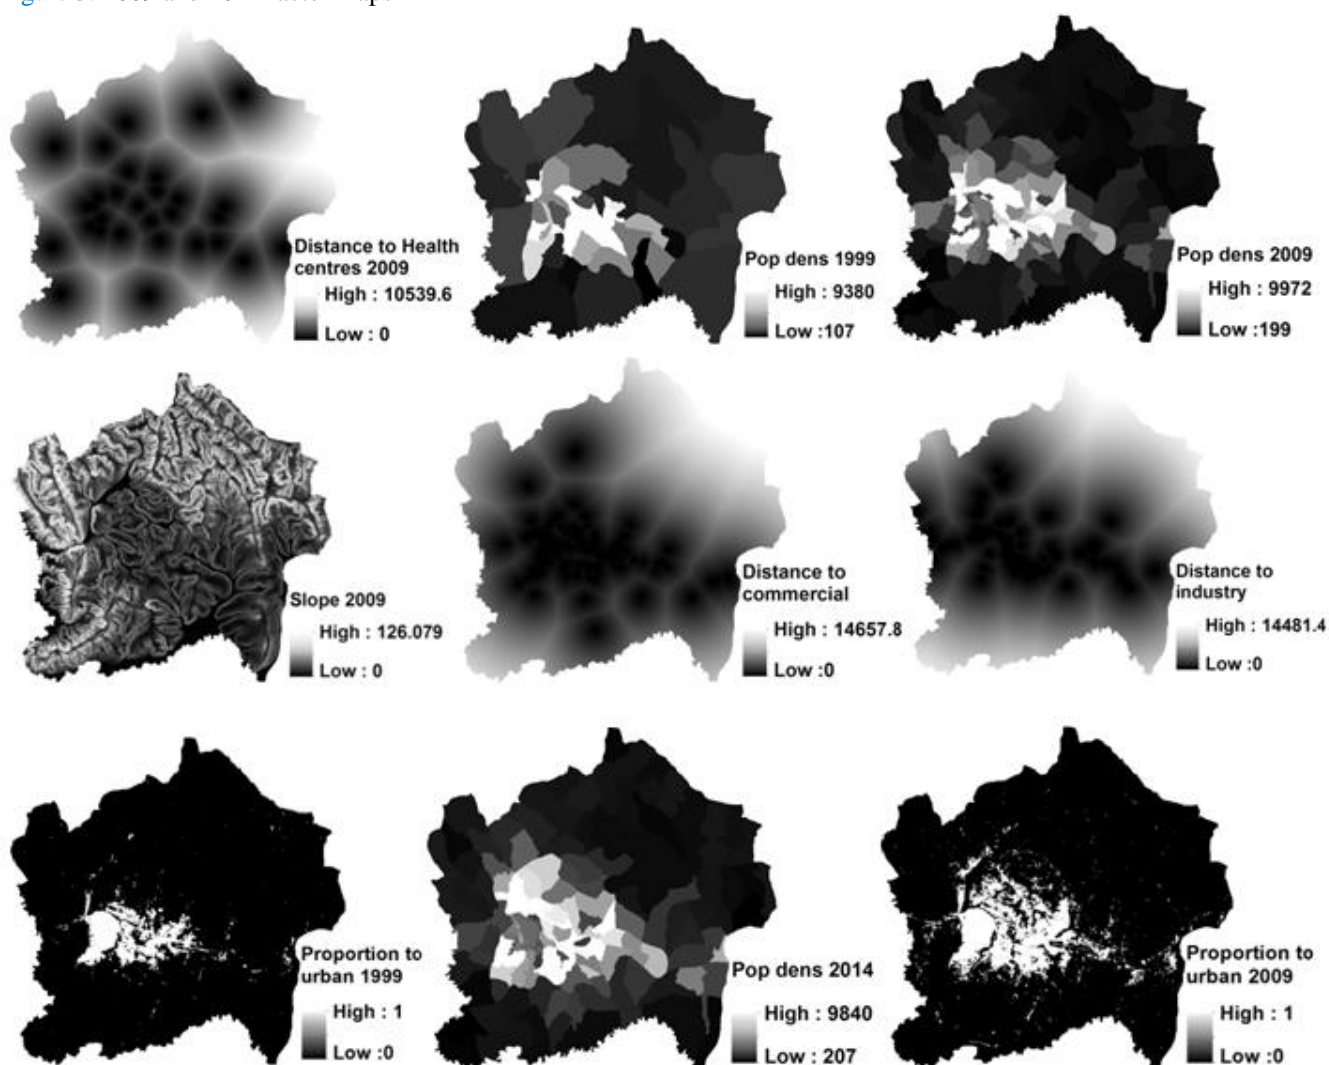 Distance to Health
centres 2009
High : 10539.6
Low : 0
Pop dens 1999
High : 9380
Low :107
Pop dens 2009
High : 9972
Low :199
Slope 2009
High : 126.079
Low : 0
Distance to
commercial
High : 14657.8
Low :0
Distance to
industry
High : 14481.4
Low :0
Proportion to
urban 1999
High : 1
Low :0
Pop dens 2014
High : 9840
Low : 207
Proportion to
urban 2009
High : 1
Low :0